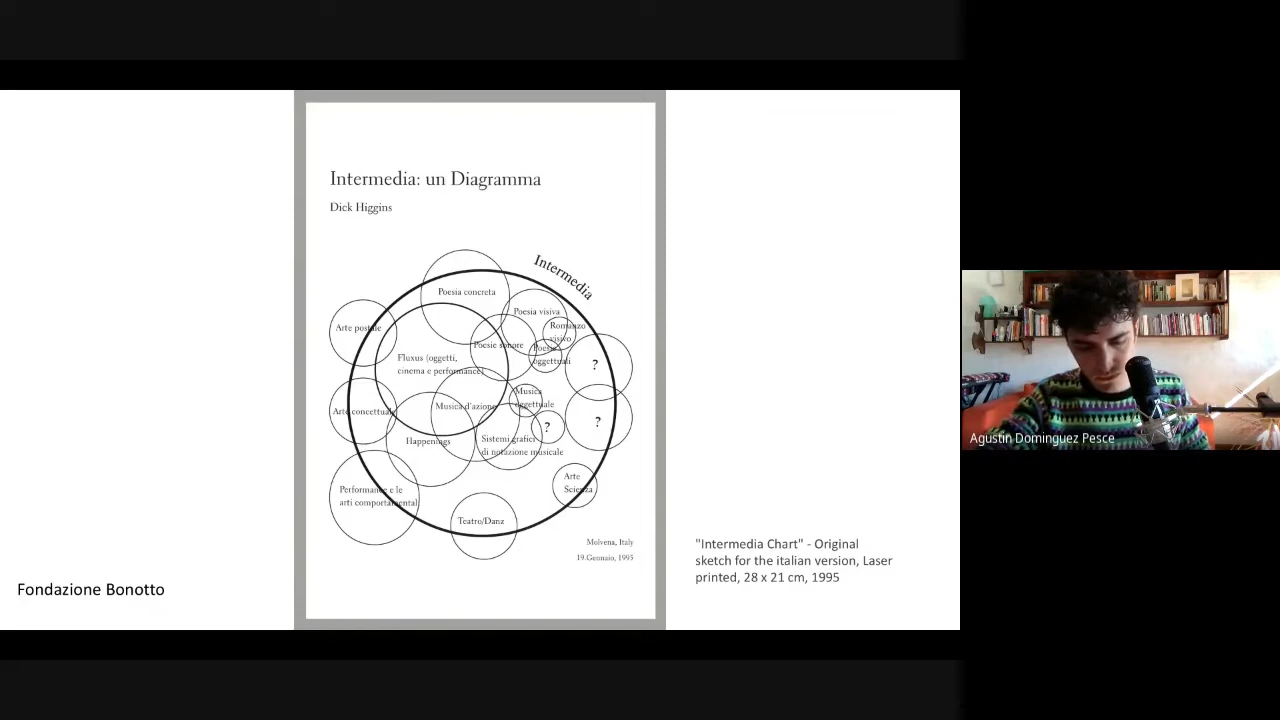 Intermedia: un Diagramma
Dick Higgins
Intermedia
Poesia concreta
Poesia visiva
Arte postale
Romanzo
visivo
Poesie sonore
Poesie
oggettuali
Fluxus (oggetti,
cinema e performance)
?
Musica
oggettuale
Musica d'azione
Arte concettuale
?
?
Happenings
Sistemi grafici
di notazione musicale
Arte
Scienza
Performance e le
arti comportamental
Teatro/Danz
Molvena, Italy
19.Gennaio, 1995
Fondazione Bonotto
"Intermedia Chart" - Original
sketch for the italian version, Laser
printed, 28 x 21 cm, 1995
Agustin Dominguez Pesce